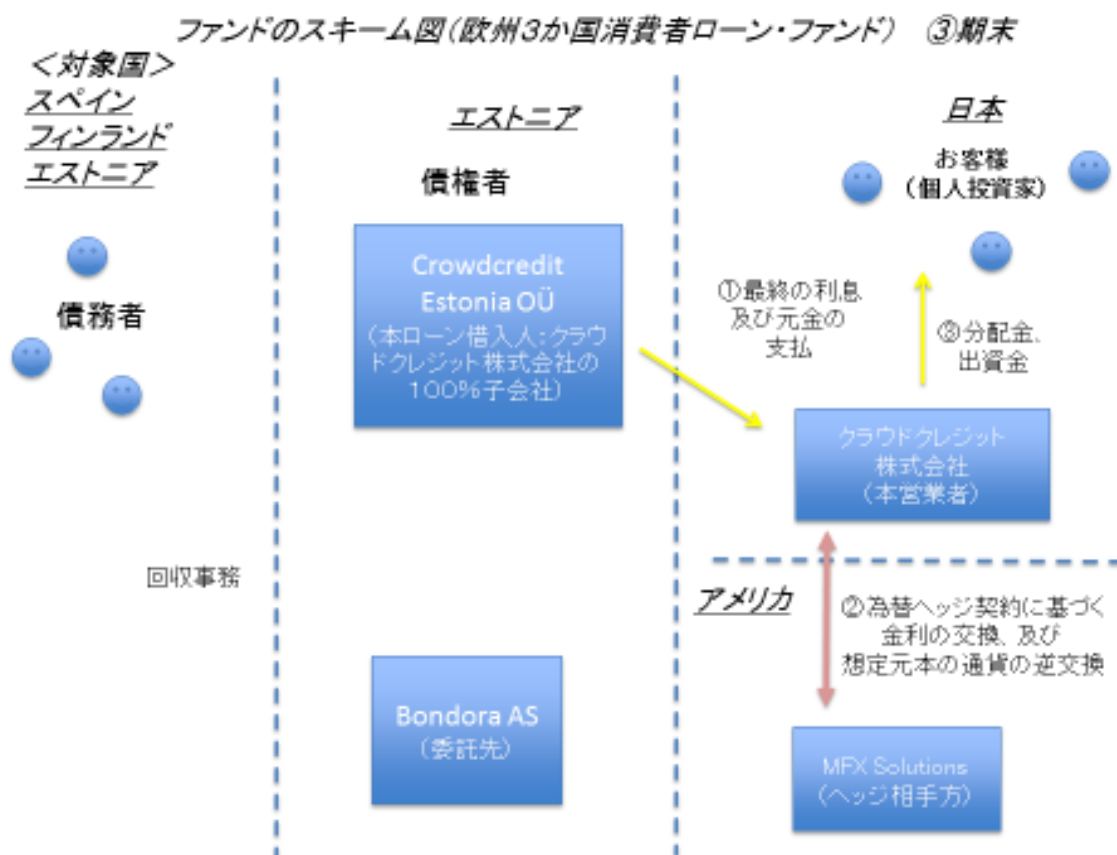 ファンドのスキーム図(欧州3か国消費者ローン・ファンド) ③期末
＜対象国＞
スペイン
フィンランド
エストニア
債務者
回収事務
エストニア
債権者
Crowdcredit
Estonia OÜ
(本ローン借入人:クラウ
ドクレジット株式会社の
100%子会社)
Bondora AS
(委託先)
日本
お客様
(個人投資家)
①最終の利息
及び元金の
支払
③分配金、
出資金
クラウドクレジット
株式会社
(本営業者)
アメリカ
②為替ヘッジ契約に基づく
金利の交換、及び
想定元本の通貨の逆交換
MFX Solutions
(ヘッジ相手方)